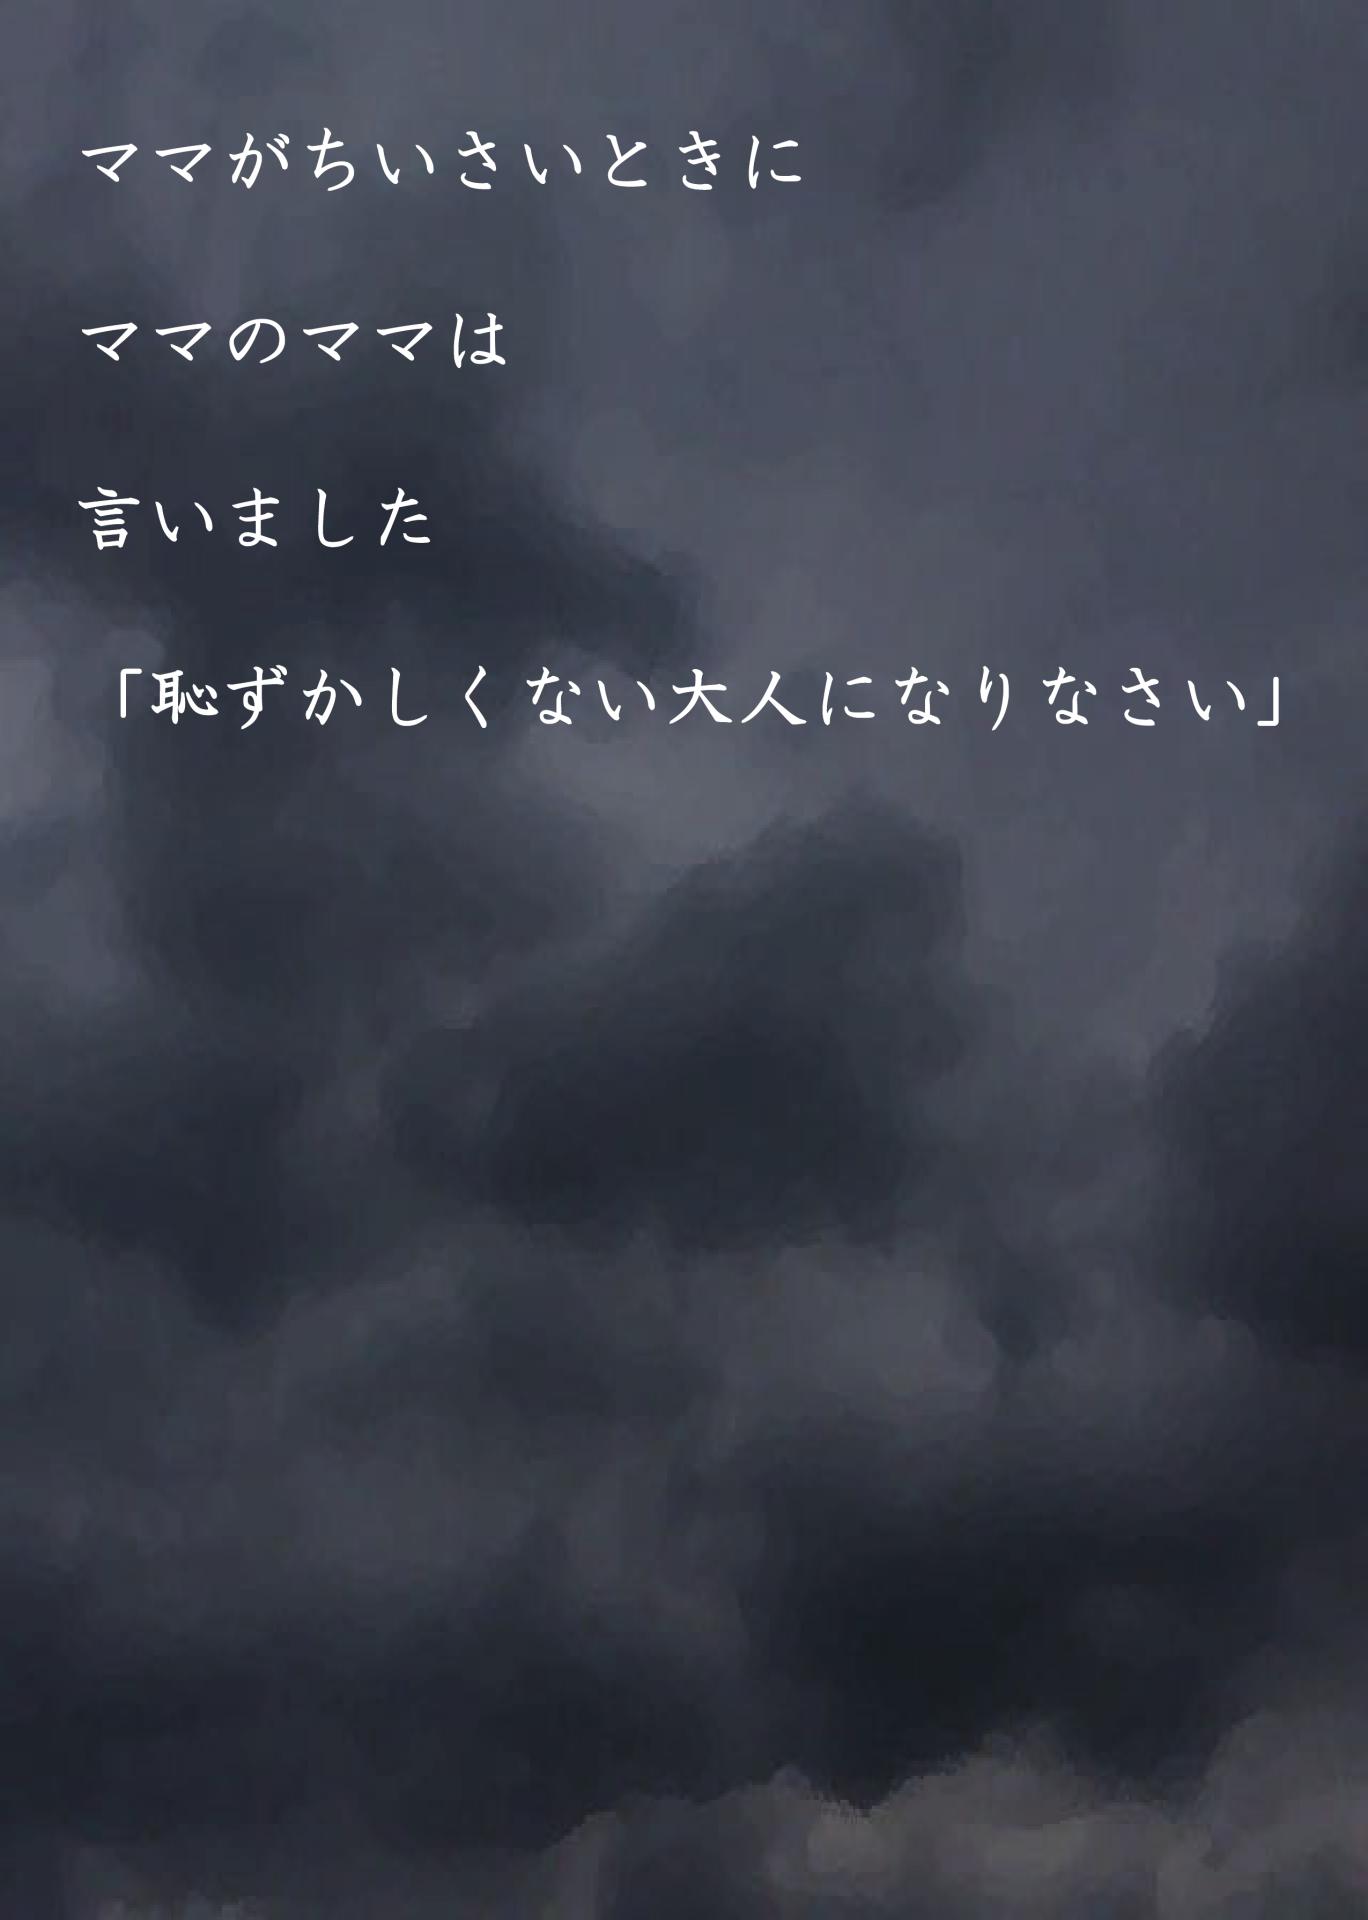 ママがちいさいときに
ママのママは
言いました
「恥ずかしくない大人になりなさい」